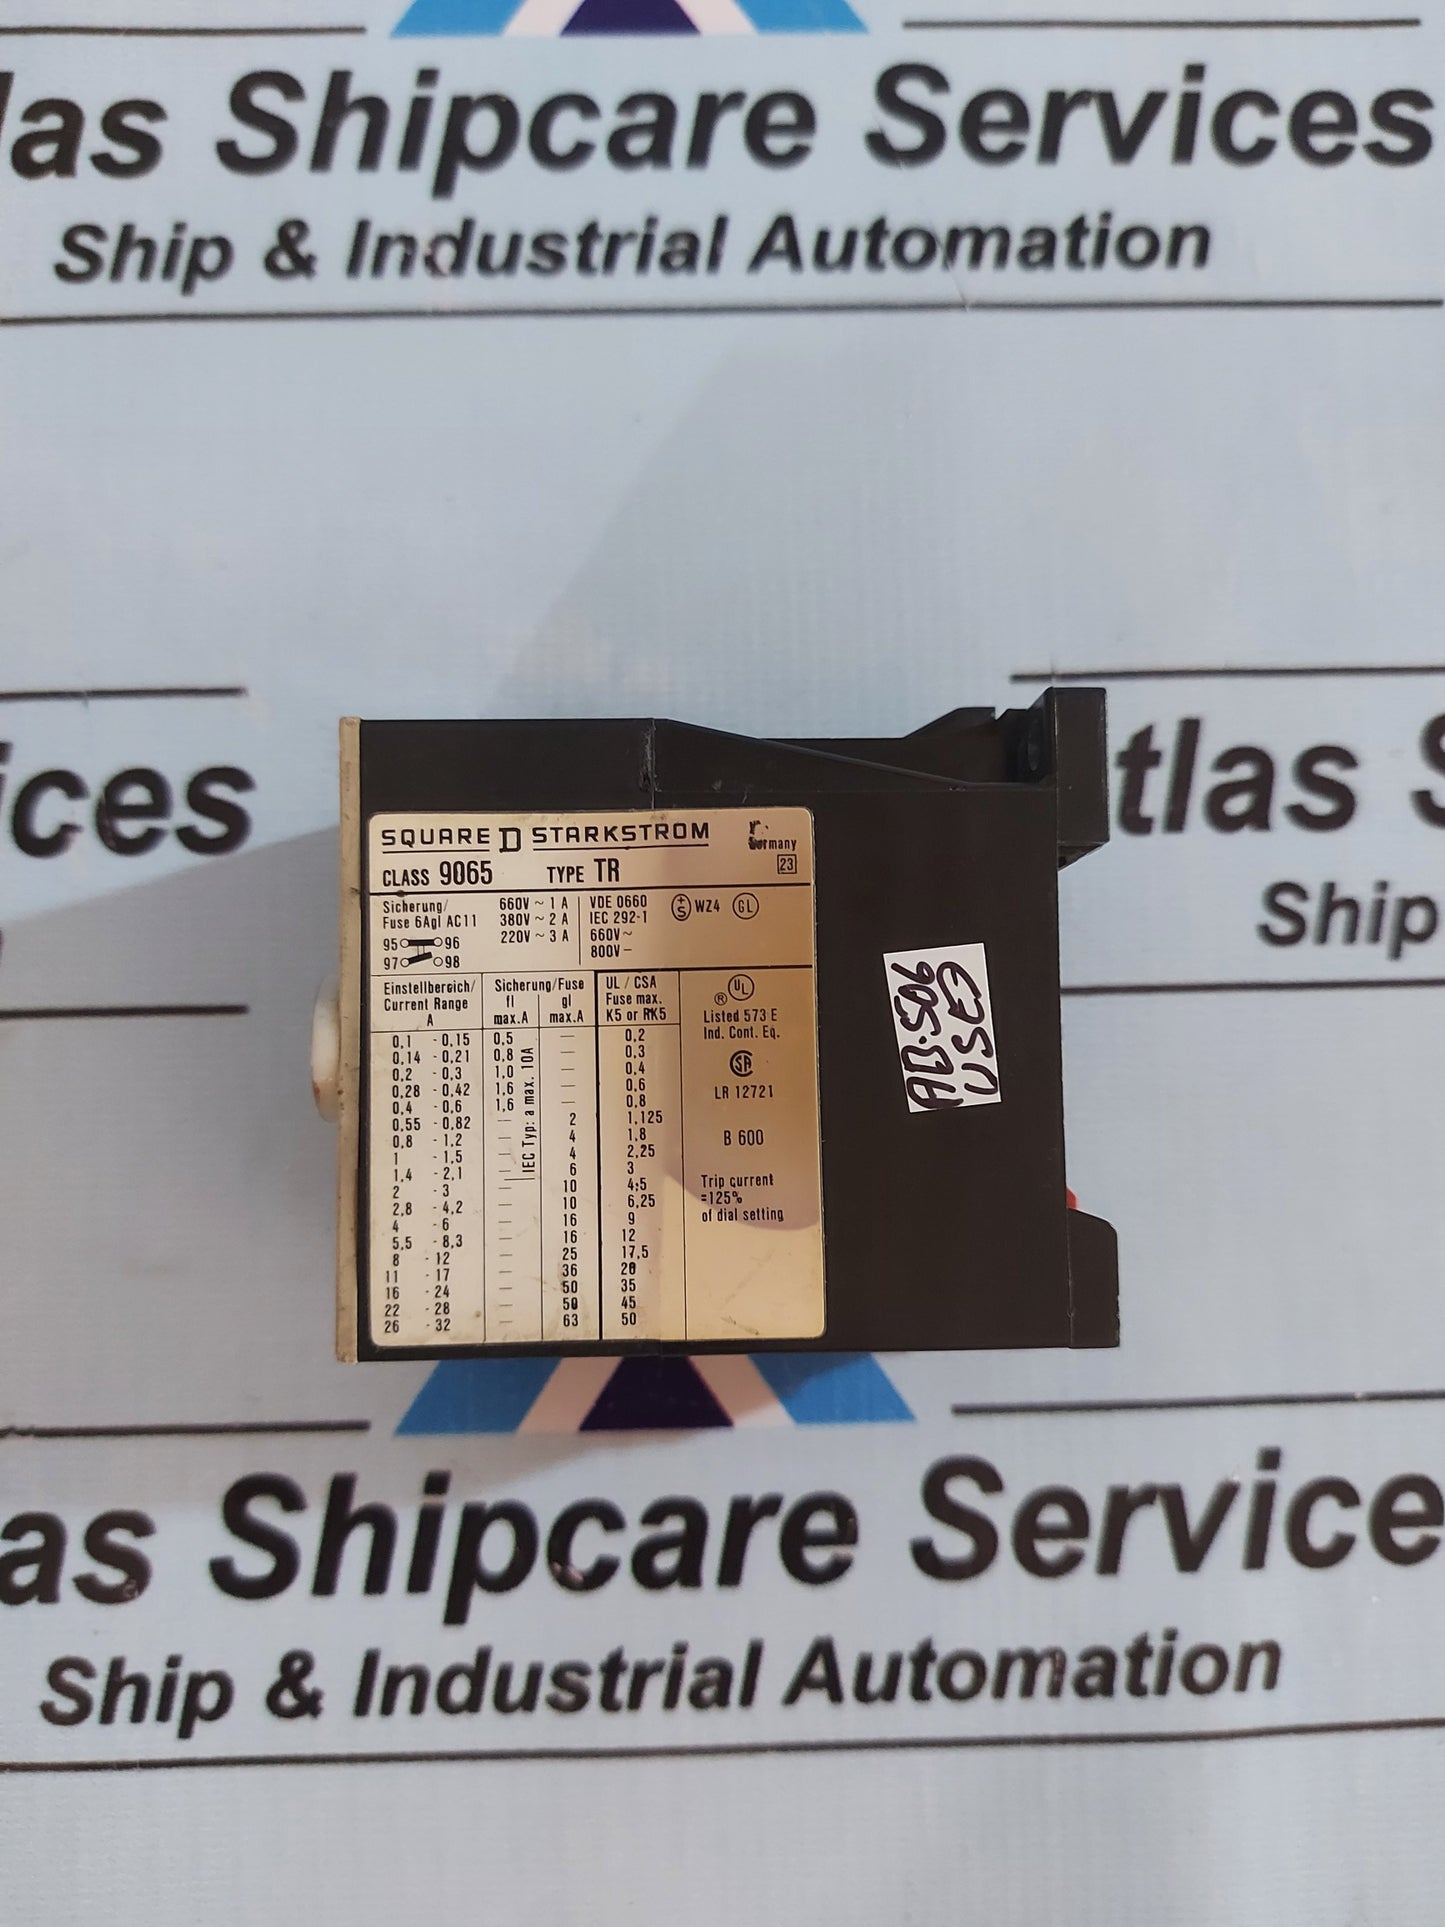 las Shipcare Services
Ship & Industrial Automation
ices
tlas S
Ship
SQUARE D STARKSTROM
Germany
CLASS 9065 TYPE TR
23
Sicherung/
Fuse 6Agl AC11
660V ~ 1 A
380V ~ 2 A
220V ~ 3 A
VDE 0660
IEC 292-1
660V ~
800V –
+S WZ4 GL
95 96
97 98
Einstellbereich/
Current Range
A
Sicherung/Fuse
fl gl
max.A max.A
UL / CSA
Fuse max.
K5 or RK5
0,1 - 0,15 0,5 — 0,2
0,14 - 0,21 0,8 — 0,3
0,2 - 0,3 1,0 — 0,4
0,28 - 0,42 1,6 — 0,6
0,4 - 0,6 1,6 — 0,8
0,55 - 0,82 — 2 1,125
0,8 - 1,2 — 4 1,8
1 - 1,5 — 4 2,25
1,4 - 2,1 — 6 3
2 - 3 — 10 4,5
2,8 - 4,2 — 10 6,25
4 - 6 — 16 9
5,5 - 8,3 — 16 12
8 - 12 — 25 17,5
11 - 17 — 36 20
16 - 24 — 50 35
22 - 28 — 50 45
26 - 32 — 63 50
IEC Typ: a max. 10A
UL ®
Listed 573 E
Ind. Cont. Eq.
SA
LR 12721
B 600
Trip current
=125%
of dial setting
AB-506
USED
as Shipcare Service
Ship & Industrial Automation